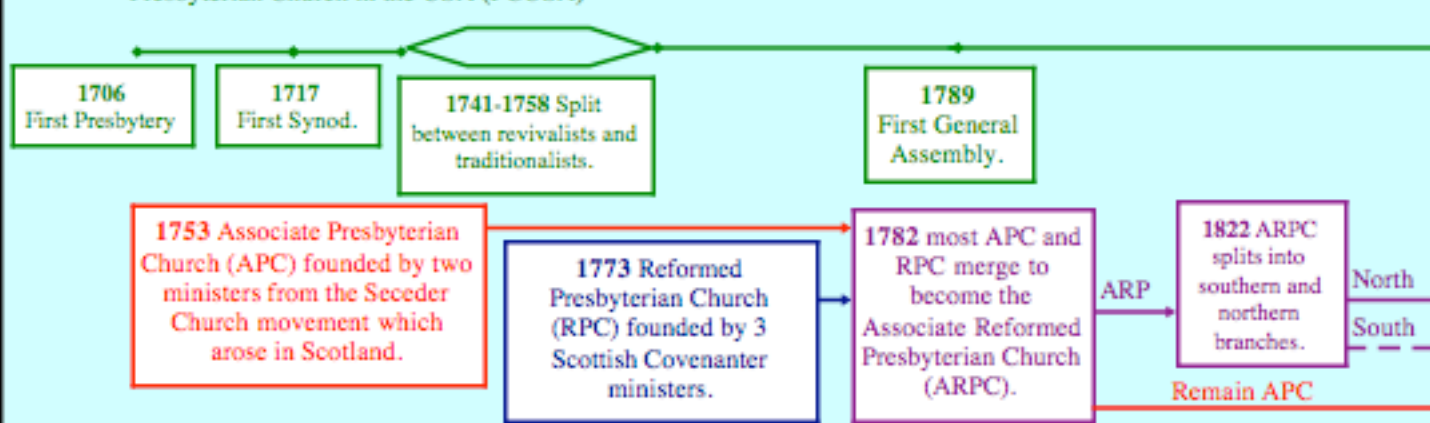 1706
First Presbytery
1717
First Synod.
1741-1758 Split
between revivalists and
traditionalists.
1789
First General
Assembly.
1753 Associate Presbyterian
Church (APC) founded by two
ministers from the Seceder
Church movement which
arose in Scotland.
1773 Reformed
Presbyterian Church
(RPC) founded by 3
Scottish Covenanter
ministers.
1782 most APC and
RPC merge to
become the
Associate Reformed
Presbyterian Church
(ARPC).
ARP
1822 ARPC
splits into
southern and
northern
branches.
North
South
Remain APC